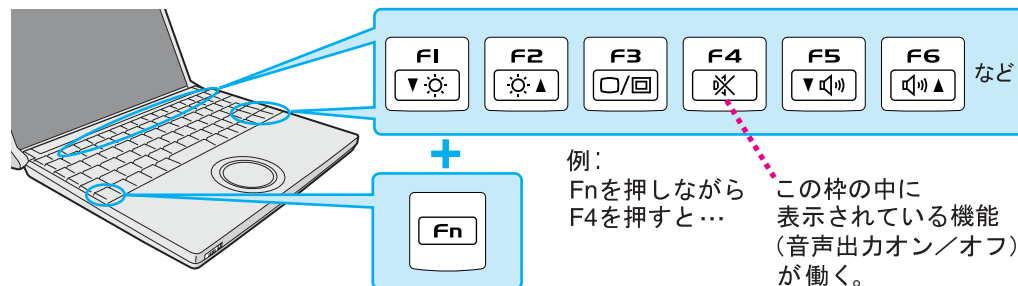 F1 F2 F3 F4 F5 F6 など
Fn
例：
Fnを押しながら
F4を押すと…
この枠の中に
表示されている機能
（音声出力オン／オフ）
が働く。